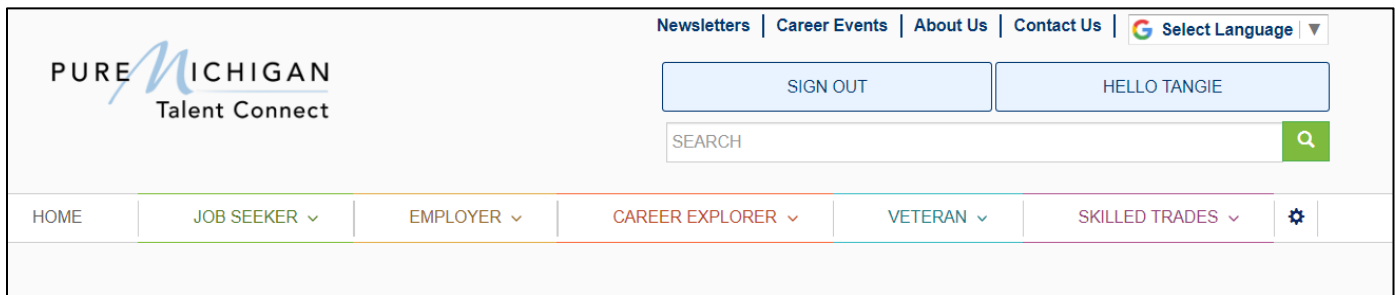 Newsletters | Career Events | About Us | Contact Us | G Select Language | ▼
PURE MICHIGAN
Talent Connect
SIGN OUT HELLO TANGIE
SEARCH
HOME JOB SEEKER EMPLOYER CAREER EXPLORER VETERAN SKILLED TRADES